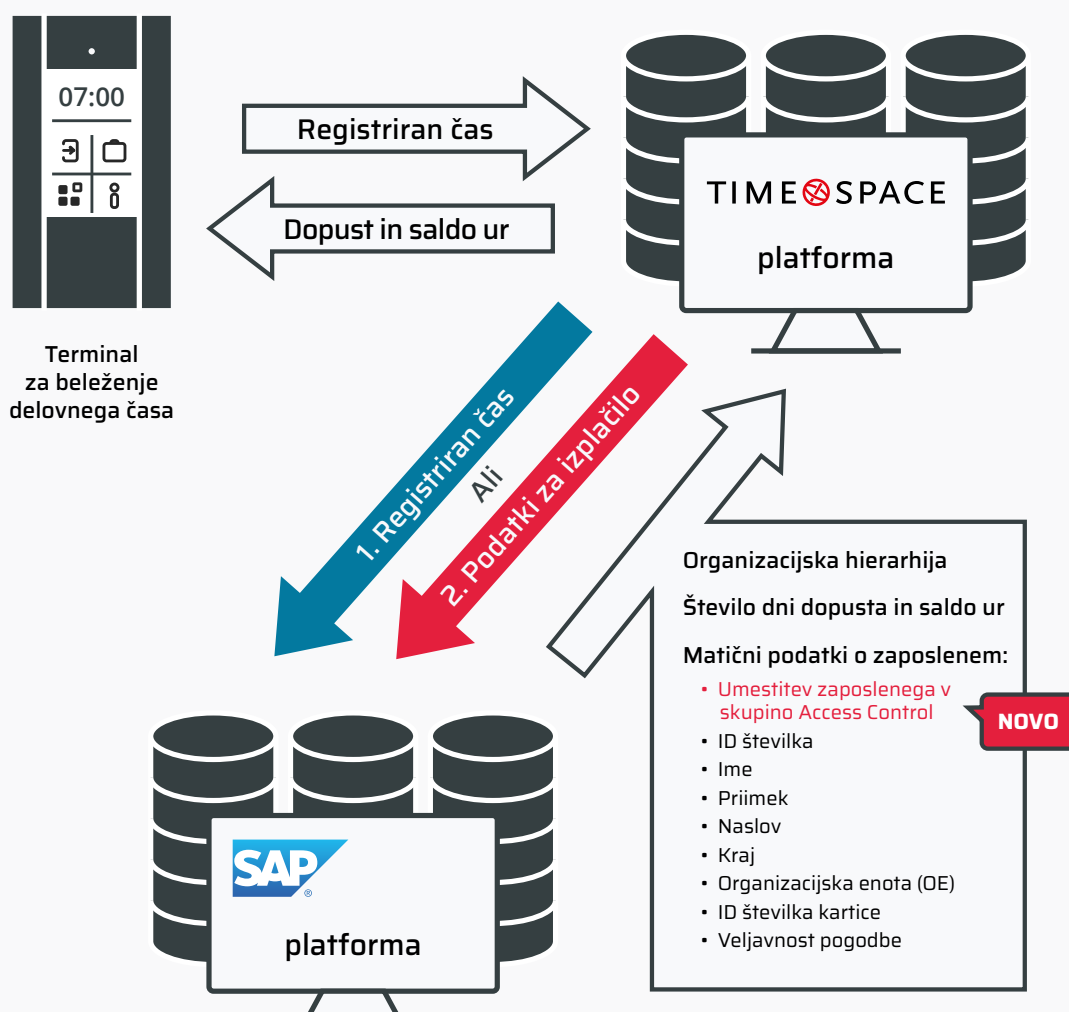 07:00
Terminal
za beleženje
delovnega časa
Registriran čas
Dopust in saldo ur
TIME SPACE
platforma
1. Registriran čas
Ali
2. Podatki za izplačilo
SAP
®
platforma
Organizacijska hierarhija
Število dni dopusta in saldo ur
Matični podatki o zaposlenem:
• Umestitev zaposlenega v
skupino Access Control
NOVO
• ID številka
• Ime
• Priimek
• Naslov
• Kraj
• Organizacijska enota (OE)
• ID številka kartice
• Veljavnost pogodbe